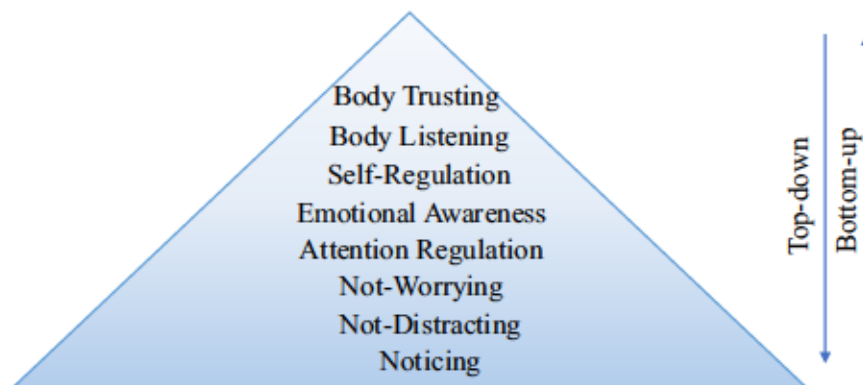 Body Trusting
Body Listening
Self-Regulation
Emotional Awareness
Attention Regulation
Not-Worrying
Not-Distracting
Noticing
Top-down
Bottom-up